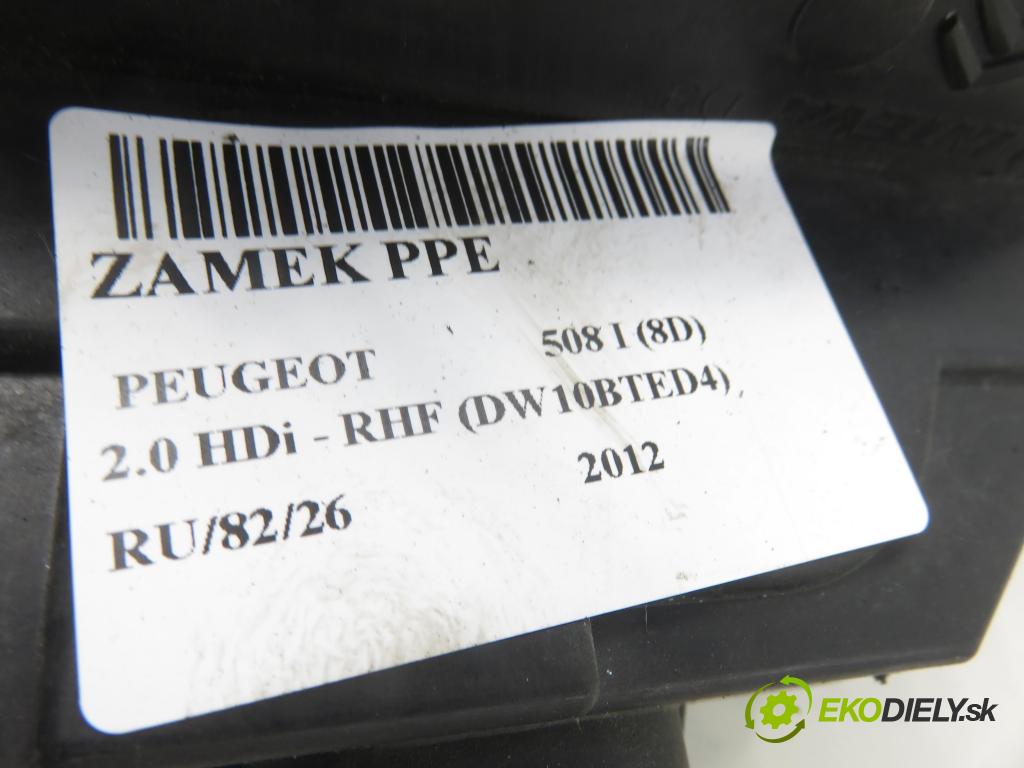 ZAMEK PPE
PEUGEOT 508 I (8D)
2.0 HDi - RHF (DW10BTED4),
2012
RU/82/26
EKODIELY.sk